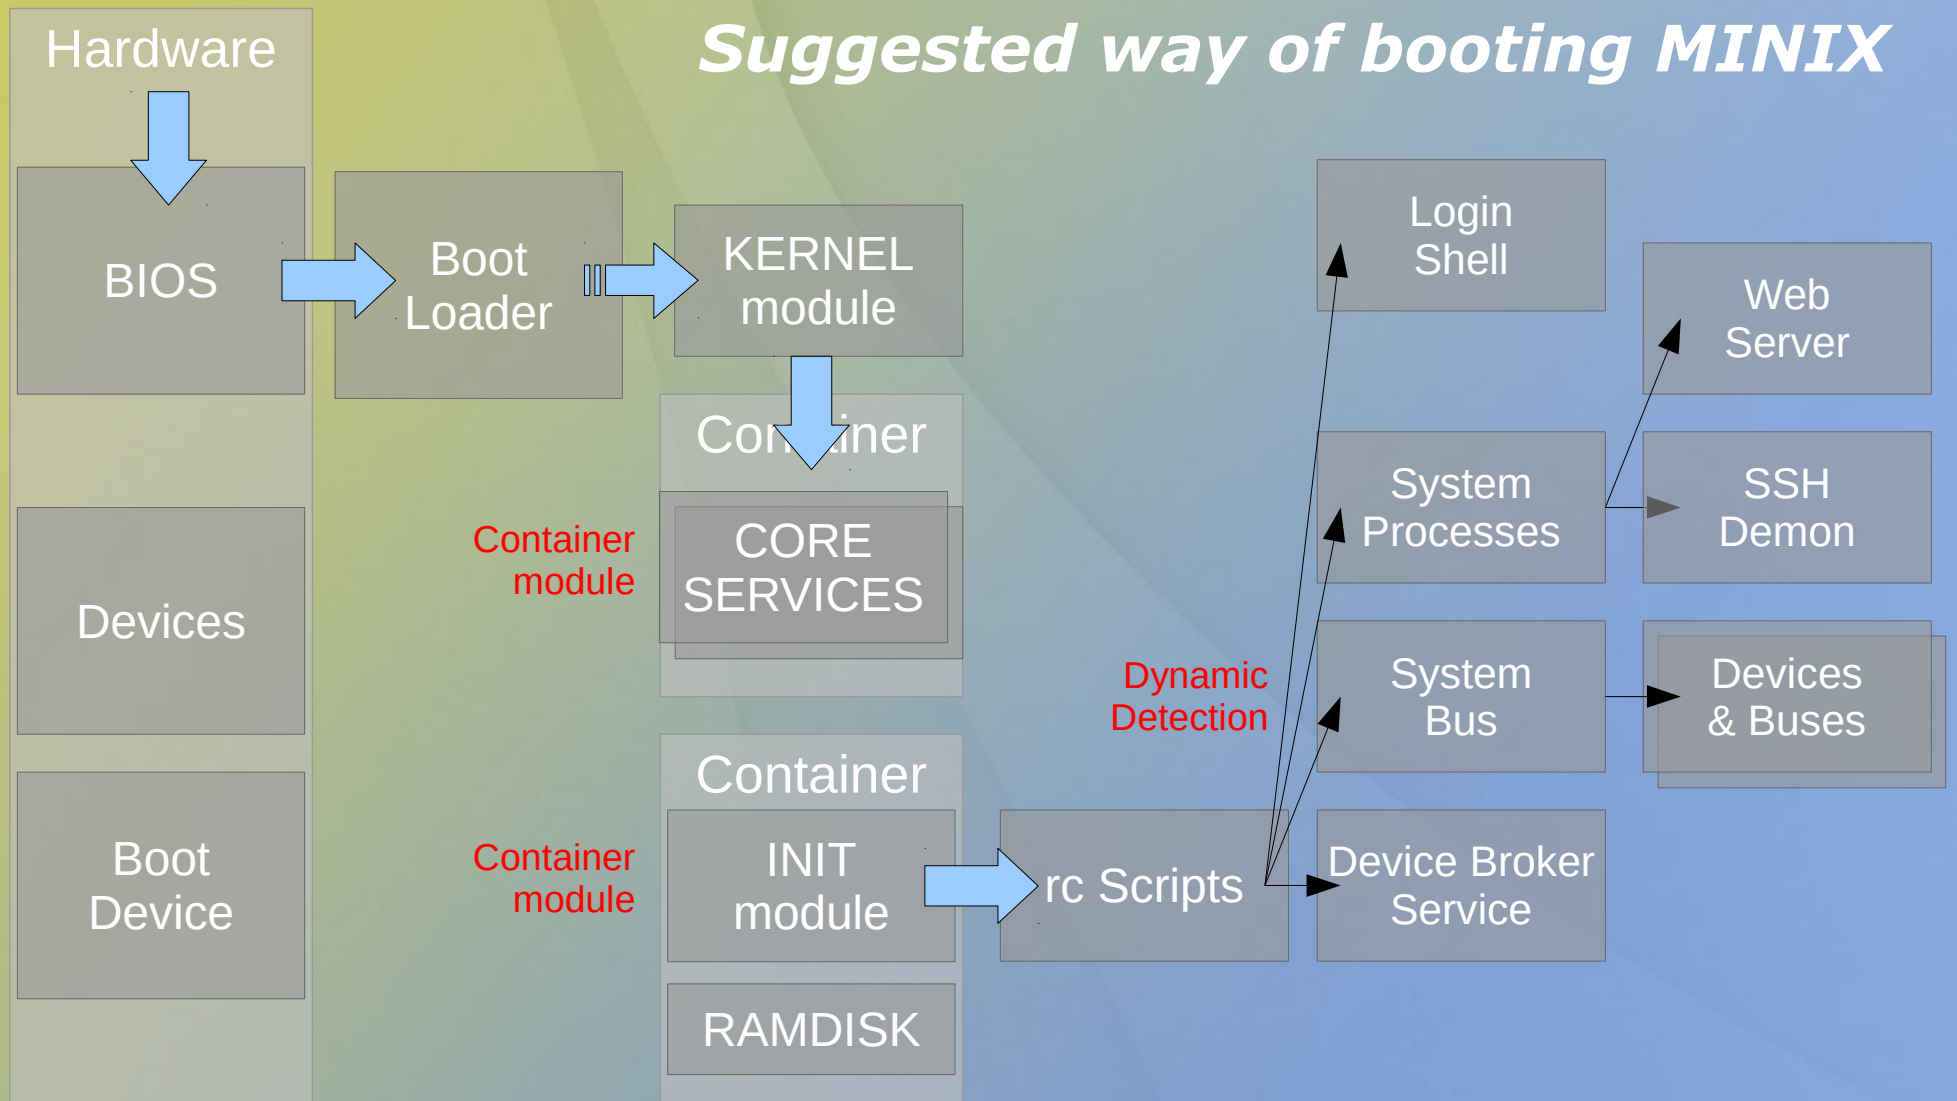 Suggested way of booting MINIX
Hardware
BIOS
Devices
Boot
Device
Boot
Loader
KERNEL
module
Container
Container
module
CORE
SERVICES
Container
Container
module
INIT
module
RAMDISK
rc Scripts
Dynamic
Detection
Login
Shell
System
Processes
System
Bus
Device Broker
Service
Web
Server
SSH
Demon
Devices
& Buses